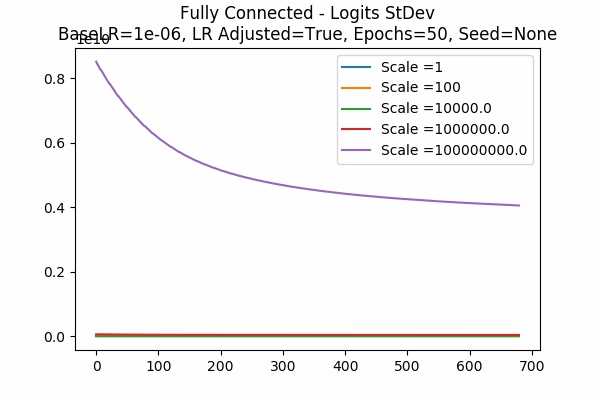 Fully Connected - Logits StDev
BaseLR=1e-06, LR Adjusted=True, Epochs=50, Seed=None
1e10
Scale =1
Scale =100
Scale =10000.0
Scale =1000000.0
Scale =100000000.0
0.8
0.6
0.4
0.2
0.0
0 100 200 300 400 500 600 700